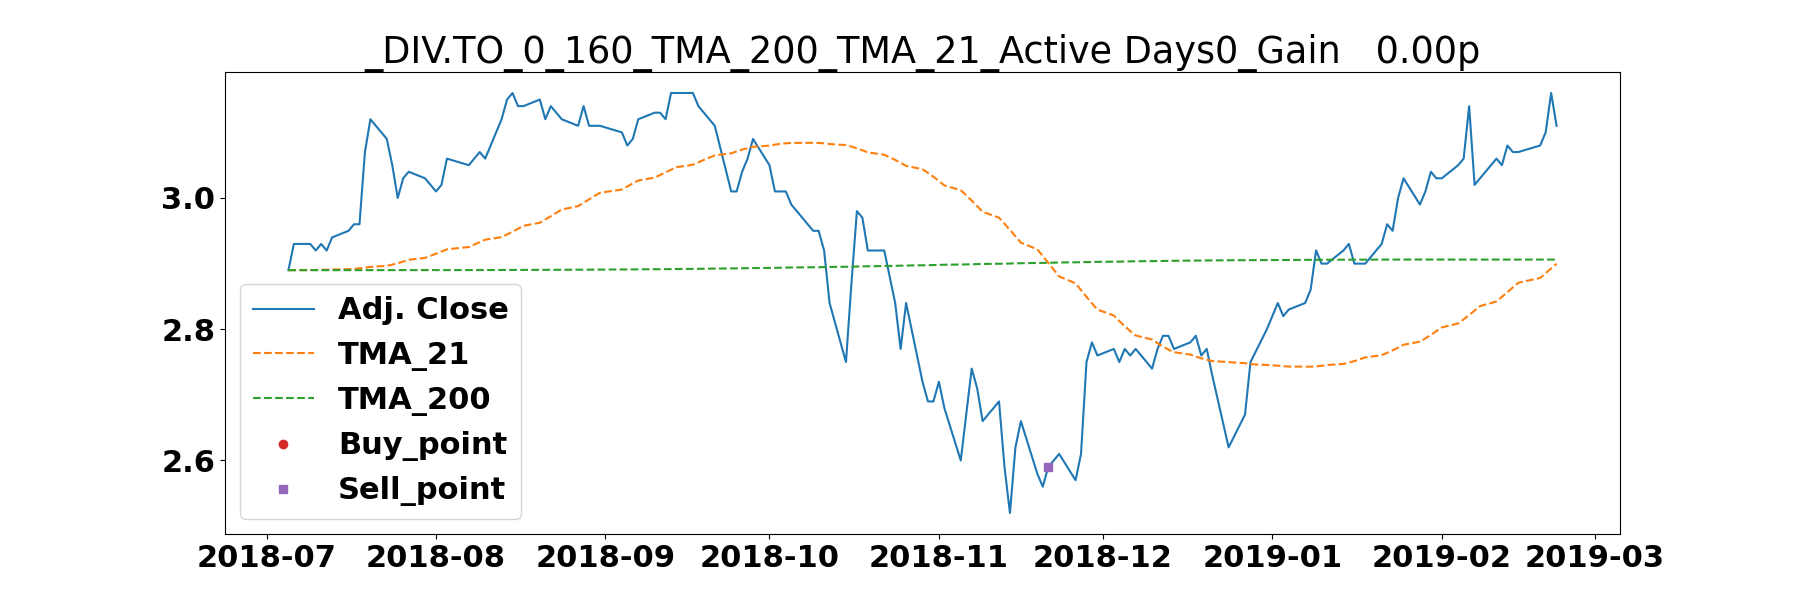 _DIV.TO_0_160_TMA_200_TMA_21_Active Days0_Gain   0.00p
3.0
2.8
2.6
Adj. Close
TMA_21
TMA_200
Buy_point
Sell_point
2018-07 2018-08 2018-09 2018-10 2018-11 2018-12 2019-01 2019-02 2019-03